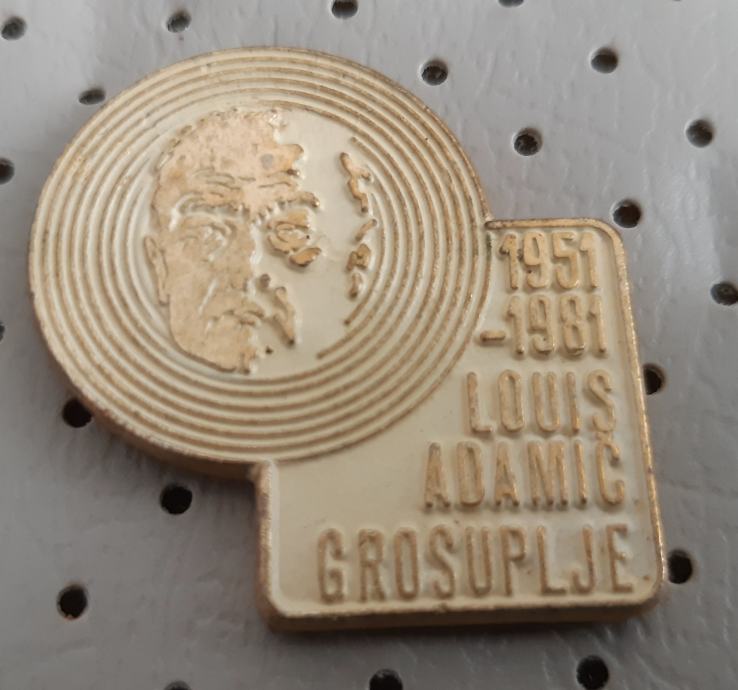 1951
-1981
LOUIS
ADAMIČ
GROSUPLJE